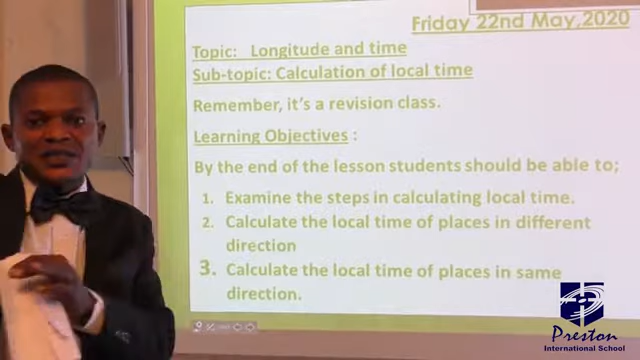 Friday 22nd May,2020
Topic: Longitude and time
Sub-topic: Calculation of local time
Remember, it's a revision class.
Learning Objectives :
By the end of the lesson students should be able to;
1. Examine the steps in calculating local time.
2. Calculate the local time of places in different
direction
3. Calculate the local time of places in same
direction.
Preston
International School